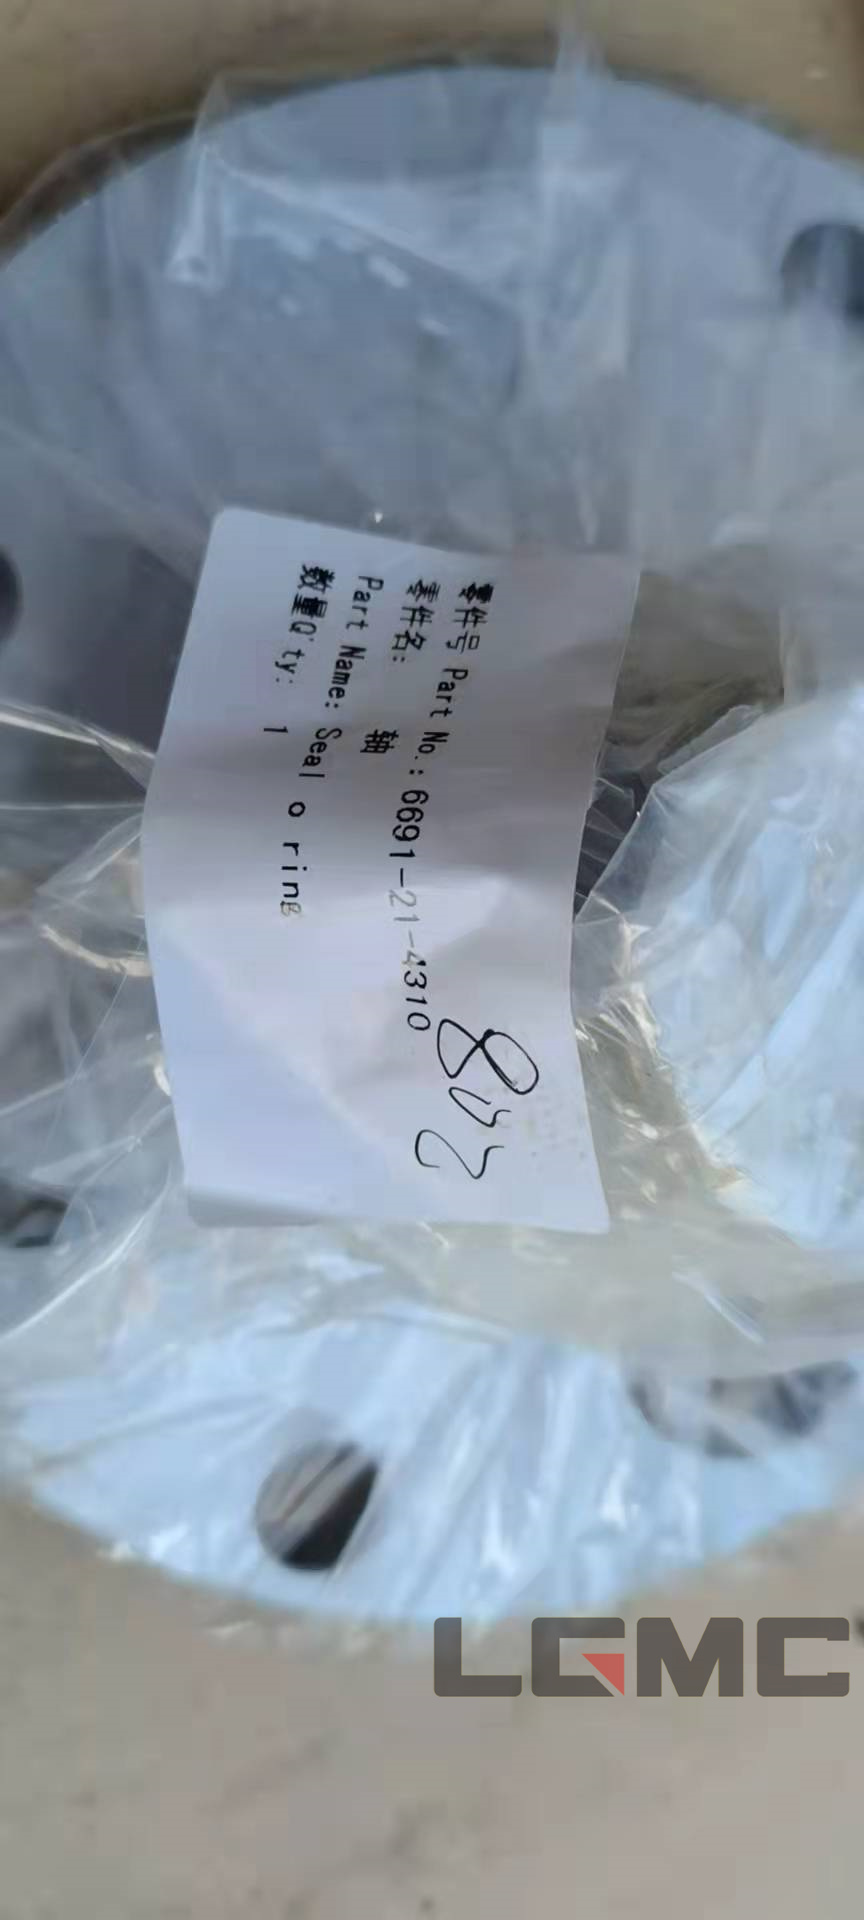 零件号 Part No.: 6691-21-4310
零件名: 轴
Part Name: Seal o ring
数量Q'ty: 1
LGMC